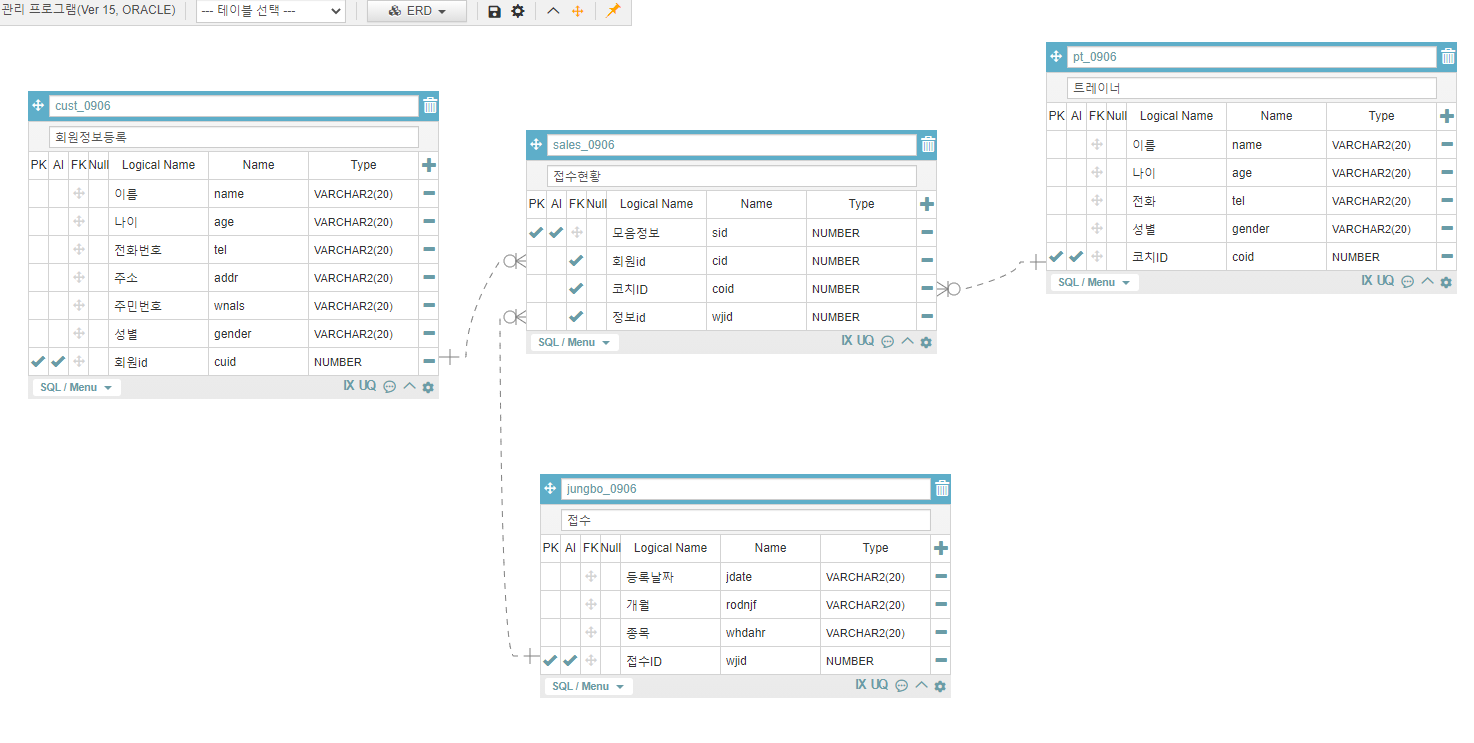 관리 프로그램(Ver 15, ORACLE) --- 테이블 선택 --- ERD
cust_0906
회원정보등록
PK AI FK Null Logical Name Name Type
이름 name VARCHAR2(20)
나이 age VARCHAR2(20)
전화번호 tel VARCHAR2(20)
주소 addr VARCHAR2(20)
주민번호 wnals VARCHAR2(20)
성별 gender VARCHAR2(20)
회원id cuid NUMBER
SQL / Menu IX UQ
sales_0906
접수현황
PK AI FK Null Logical Name Name Type
모음정보 sid NUMBER
회원id cid NUMBER
코치ID coid NUMBER
정보id wjid NUMBER
SQL / Menu IX UQ
pt_0906
트레이너
PK AI FK Null Logical Name Name Type
이름 name VARCHAR2(20)
나이 age VARCHAR2(20)
전화 tel VARCHAR2(20)
성별 gender VARCHAR2(20)
코치ID coid NUMBER
SQL / Menu IX UQ
jungbo_0906
접수
PK AI FK Null Logical Name Name Type
등록날짜 jdate VARCHAR2(20)
개월 rodnjf VARCHAR2(20)
종목 whdahr VARCHAR2(20)
접수ID wjid NUMBER
SQL / Menu IX UQ